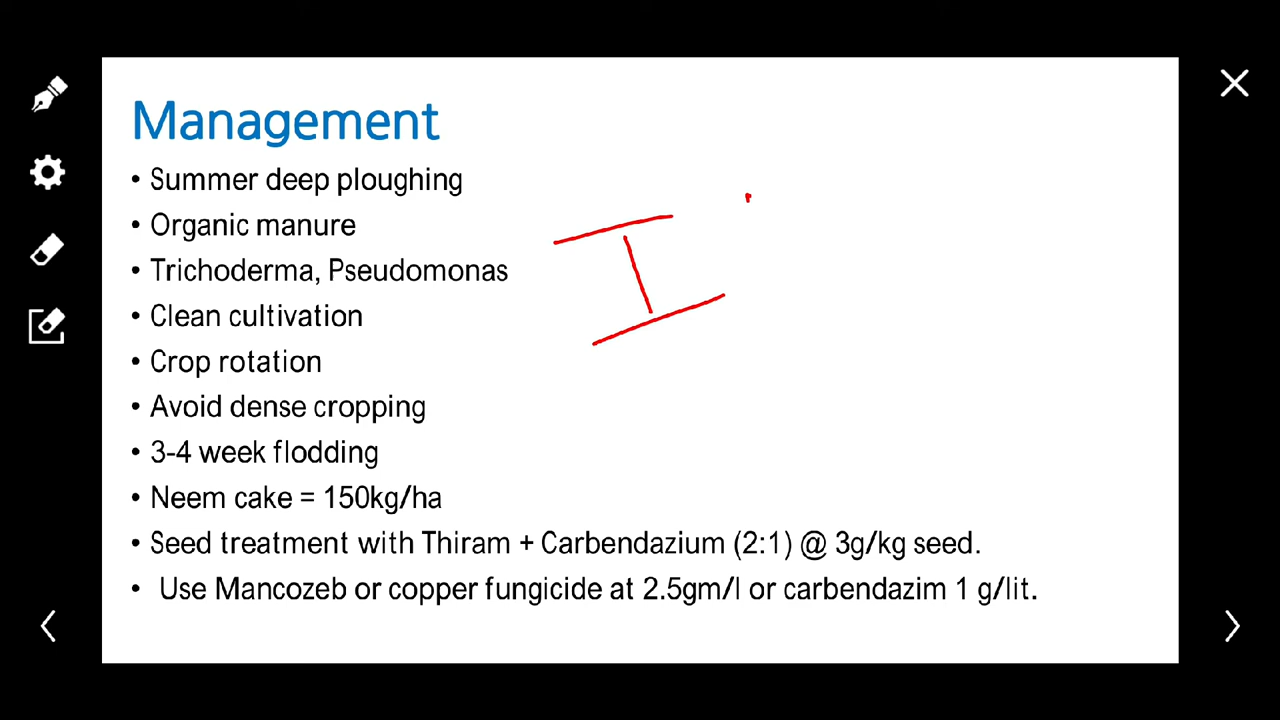 Management
• Summer deep ploughing
• Organic manure
• Trichoderma, Pseudomonas
• Clean cultivation
• Crop rotation
• Avoid dense cropping
• 3-4 week flodding
• Neem cake = 150kg/ha
• Seed treatment with Thiram + Carbendazium (2:1) @ 3g/kg seed.
• Use Mancozeb or copper fungicide at 2.5gm/l or carbendazim 1 g/lit.